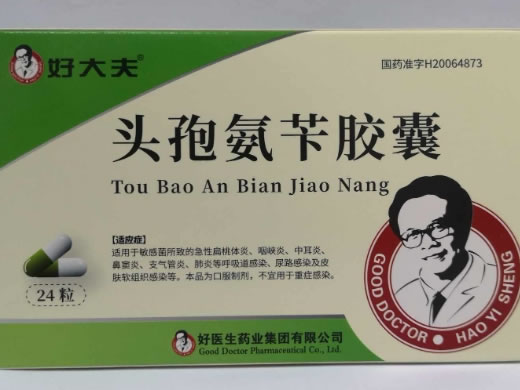 好大夫®
国药准字H20064873
头孢氨苄胶囊
Tou Bao An Bian Jiao Nang
【适应症】
适用于敏感菌所致的急性扁桃体炎、咽峡炎、中耳炎、
鼻窦炎、支气管炎、肺炎等呼吸道感染、尿路感染及皮
肤软组织感染等。本品为口服制剂,不宜用于重症感染。
24粒
GOOD DOCTOR • HAO YI SHENG
好医生药业集团有限公司
Good Doctor Pharmaceutical Co., Ltd.